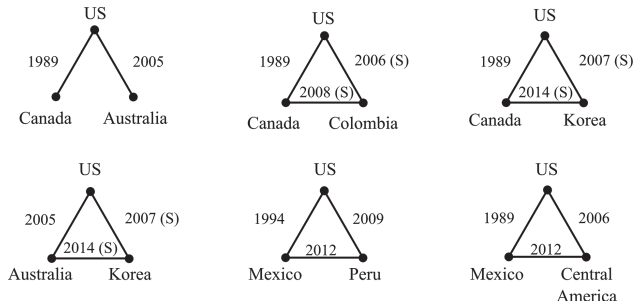 US
1989 2005
Canada Australia
US
1989 2006 (S)
2008 (S)
Canada Colombia
US
1989 2007 (S)
2014 (S)
Canada Korea
US
2005 2007 (S)
2014 (S)
Australia Korea
US
1994 2009
2012
Mexico Peru
US
1989 2006
2012
Mexico Central
America